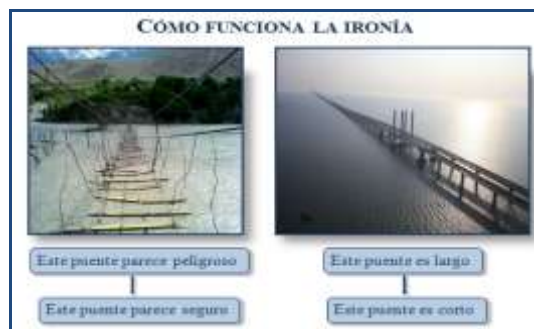 CÓMO FUNCIONA LA IRONÍA
Este puente parece peligroso
Este puente es largo
Este puente parece seguro
Este puente es corto